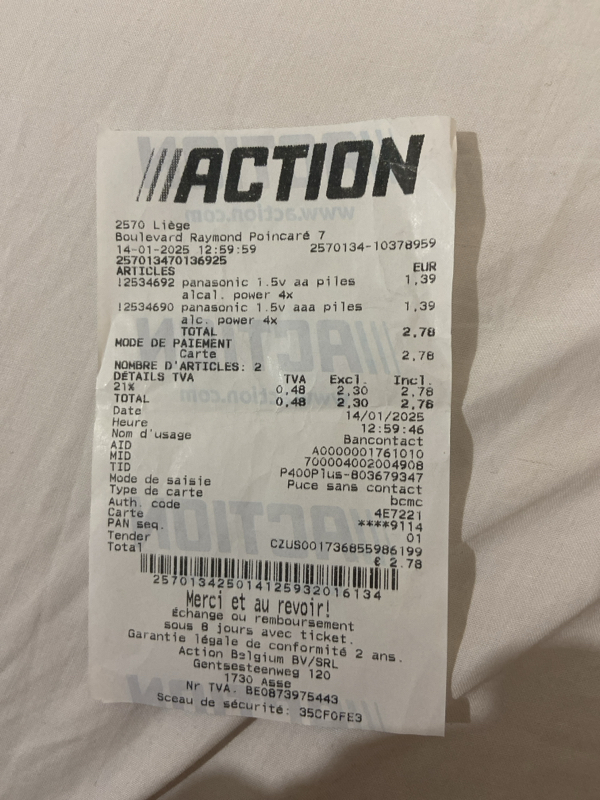 ACTION
2570 Liège
Boulevard Raymond Poincaré 7
14-01-2025 12:59:59 2570134-10378959
257013470136925
ARTICLES EUR
12534692 panasonic 1.5v aa piles 1,39
alcal. power 4x
12534690 panasonic 1.5v aaa piles 1,39
alc. power 4x
TOTAL 2,78
MODE DE PAIEMENT
Carte 2,78
NOMBRE D'ARTICLES: 2
DÉTAILS TVA TVA Excl. Incl.
21% 0,48 2,30 2,78
TOTAL 0,48 2,30 2,78
Date 14/01/2025
Heure 12:59:46
Nom d'usage Bancontact
AID A0000001761010
MID 700004002004908
TID P400Plus-803679347
Mode de saisie Puce sans contact
Type de carte bcmc
Auth. code 4E7221
Carte ****9114
PAN seq. 01
Tender CZUS001736855986199
Total € 2.78
257013425014125932016134
Merci et au revoir!
Échange ou remboursement
sous 8 jours avec ticket.
Garantie légale de conformité 2 ans.
Action Belgium BV/SRL
Gentsesteenweg 120
1730 Asse
Nr TVA. BE0873975443
Sceau de sécurité: 35CF0FE3